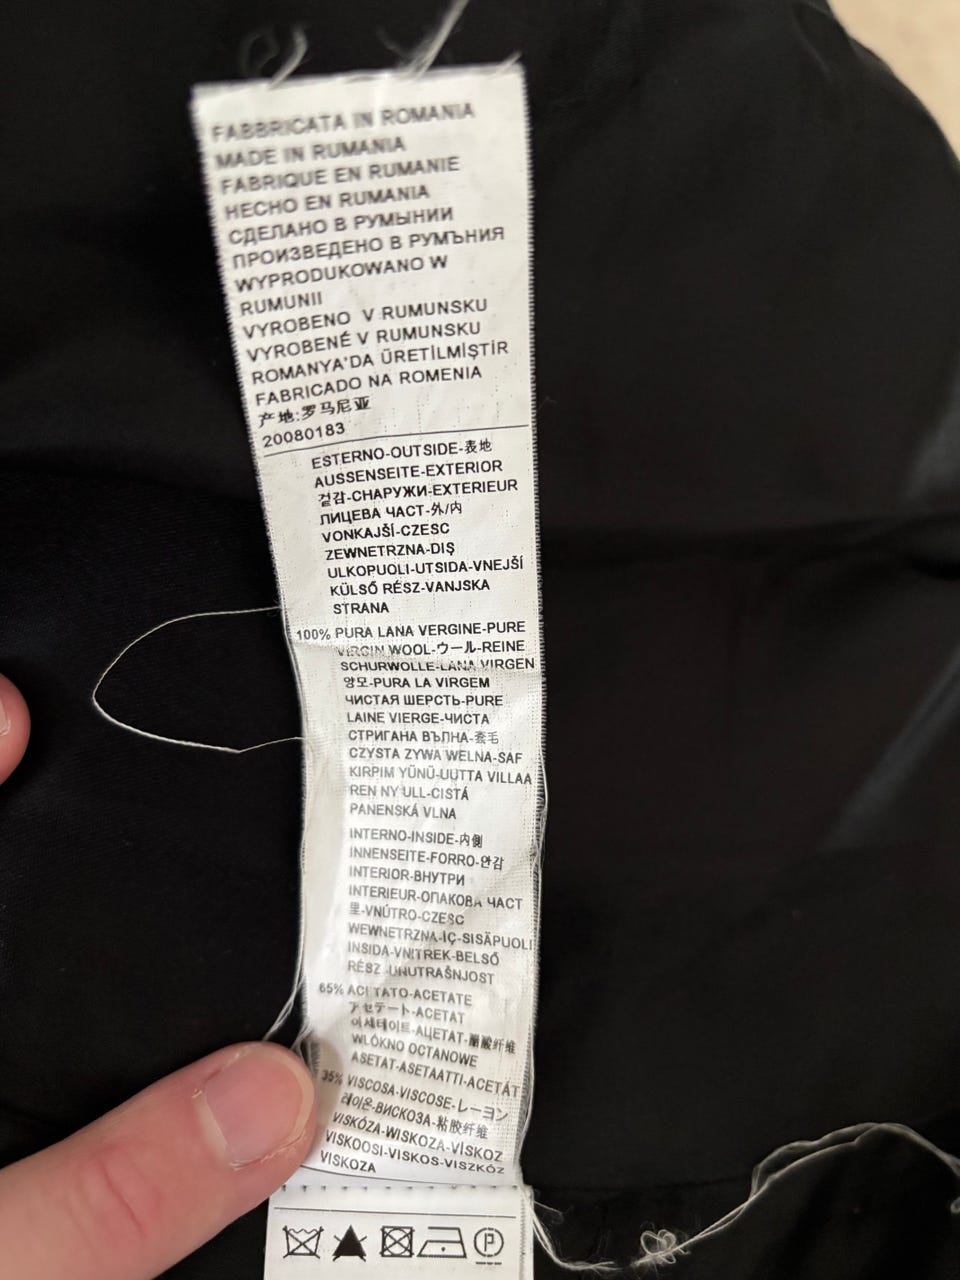 FABBRICATA IN ROMANIA
MADE IN RUMANIA
FABRIQUE EN RUMANIE
HECHO EN RUMANIA
СДЕЛАНО В РУМЫНИИ
ПРОИЗВЕДЕНО В РУМЪНИЯ
WYPRODUKOWANO W
RUMUNII
VYROBENO V RUMUNSKU
VYROBENÉ V RUMUNSKU
ROMANYA'DA ÜRETİLMİŞTİR
FABRICADO NA ROMENIA
产地:罗马尼亚
20080183
ESTERNO-OUTSIDE-表地
AUSSENSEITE-EXTERIOR
겉감-СНАРУЖИ-EXTERIEUR
ЛИЦЕВА ЧАСТ-外/内
VONKAJŠÍ-CZESC
ZEWNETRZNA-DIŞ
ULKOPUOLI-UTSIDA-VNEJŠÍ
KÜLSŐ RÉSZ-VANJSKA
STRANA
100% PURA LANA VERGINE-PURE
VIRGIN WOOL-ウール-REINE
SCHURWOLLE-LANA VIRGEN
양모-PURA LA VIRGEM
ЧИСТАЯ ШЕРСТЬ-PURE
LAINE VIERGE-ЧИСТА
СТРИГАНА ВЪЛНА-套毛
CZYSTA ZYWA WELNA-SAF
KIRPIM YÜNÜ-UUTTA VILLAA
REN NY ULL-CISTÁ
PANENSKÁ VLNA
INTERNO-INSIDE-内側
INNENSEITE-FORRO-안감
INTERIOR-ВНУТРИ
INTERIEUR-ОПАКОВА ЧАСТ
里-VNÚTRO-CZESC
WEWNETRZNA-İÇ-SISÄPUOLI
INSIDA-VNITREK-BELSŐ
RÉSZ-UNUTRAŠNJOST
65% ACETATO-ACETATE
アセテート-ACETAT
아세테이트-АЦЕТАТ-醋酸纤维
WLÓKNO OCTANOWE
ASETAT-ASETAATTI-ACETÁT
35% VISCOSA-VISCOSE-レーヨン
레이온-ВИСКОЗА-粘胶纤维
VISKÓZA-WISKOZA-VİSKOZ
VISKOOSI-VISKOS-VISZKÓZ
VISKOZA
P